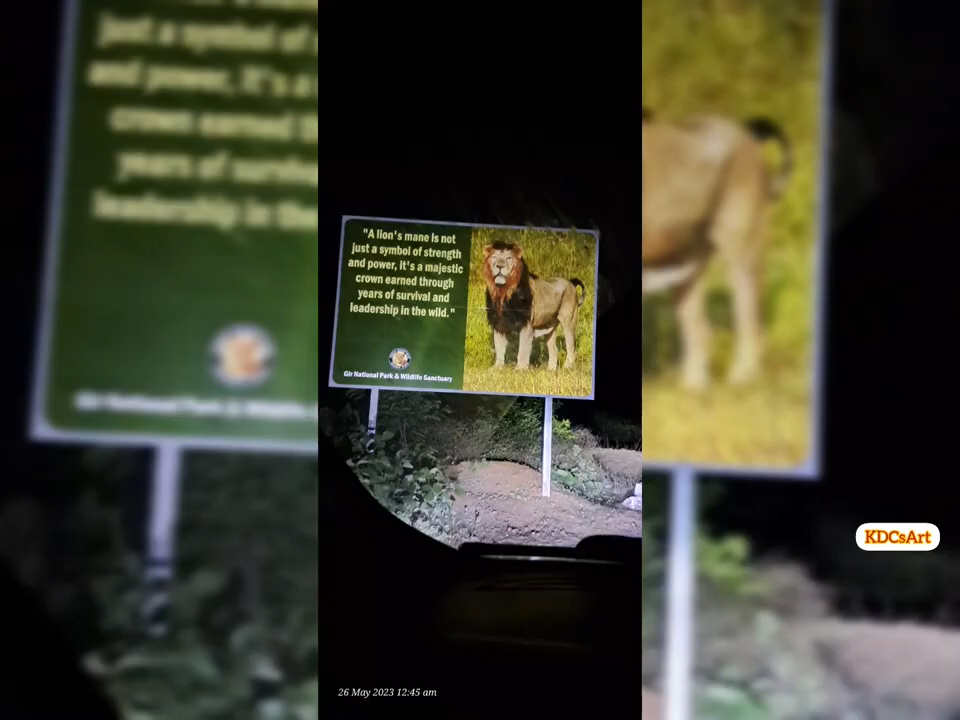 "A lion's mane is not
just a symbol of strength
and power, it's a majestic
crown earned through
years of survival and
leadership in the wild."
Gir National Park & Wildlife Sanctuary
KDCsArt
26 May 2023 12:45 am